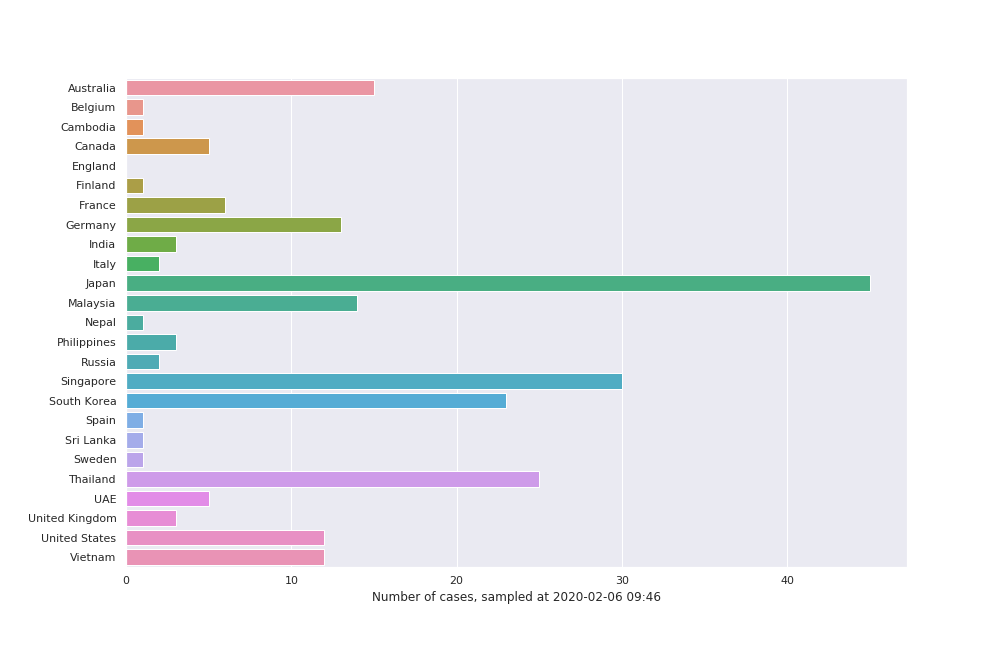 Australia
Belgium
Cambodia
Canada
England
Finland
France
Germany
India
Italy
Japan
Malaysia
Nepal
Philippines
Russia
Singapore
South Korea
Spain
Sri Lanka
Sweden
Thailand
UAE
United Kingdom
United States
Vietnam
0 10 20 30 40
Number of cases, sampled at 2020-02-06 09:46